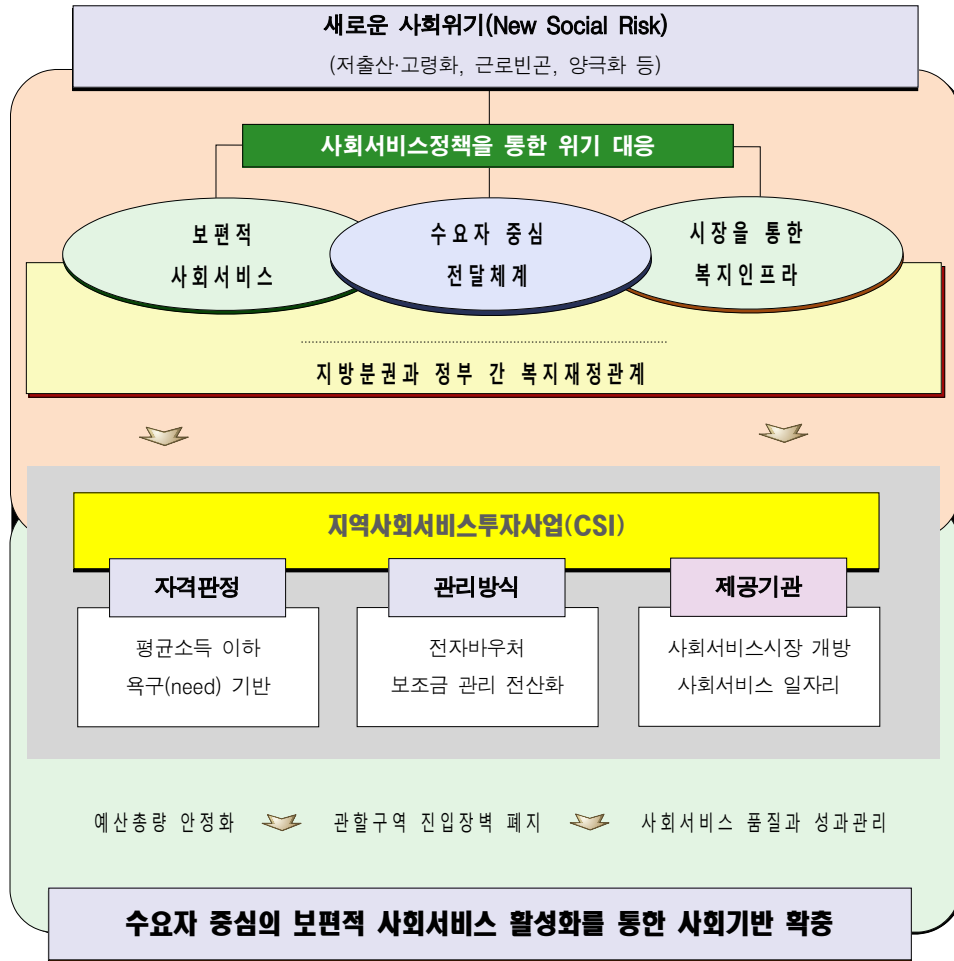 새로운 사회위기(New Social Risk)
(저출산·고령화, 근로빈곤, 양극화 등)
사회서비스정책을 통한 위기 대응
보편적
사회서비스
수요자 중심
전달체계
시장을 통한
복지인프라
지방분권과 정부 간 복지재정관계
지역사회서비스투자사업(CSI)
자격판정
평균소득 이하
욕구(need) 기반
관리방식
전자바우처
보조금 관리 전산화
제공기관
사회서비스시장 개방
사회서비스 일자리
예산총량 안정화
관할구역 진입장벽 폐지
사회서비스 품질과 성과관리
수요자 중심의 보편적 사회서비스 활성화를 통한 사회기반 확충